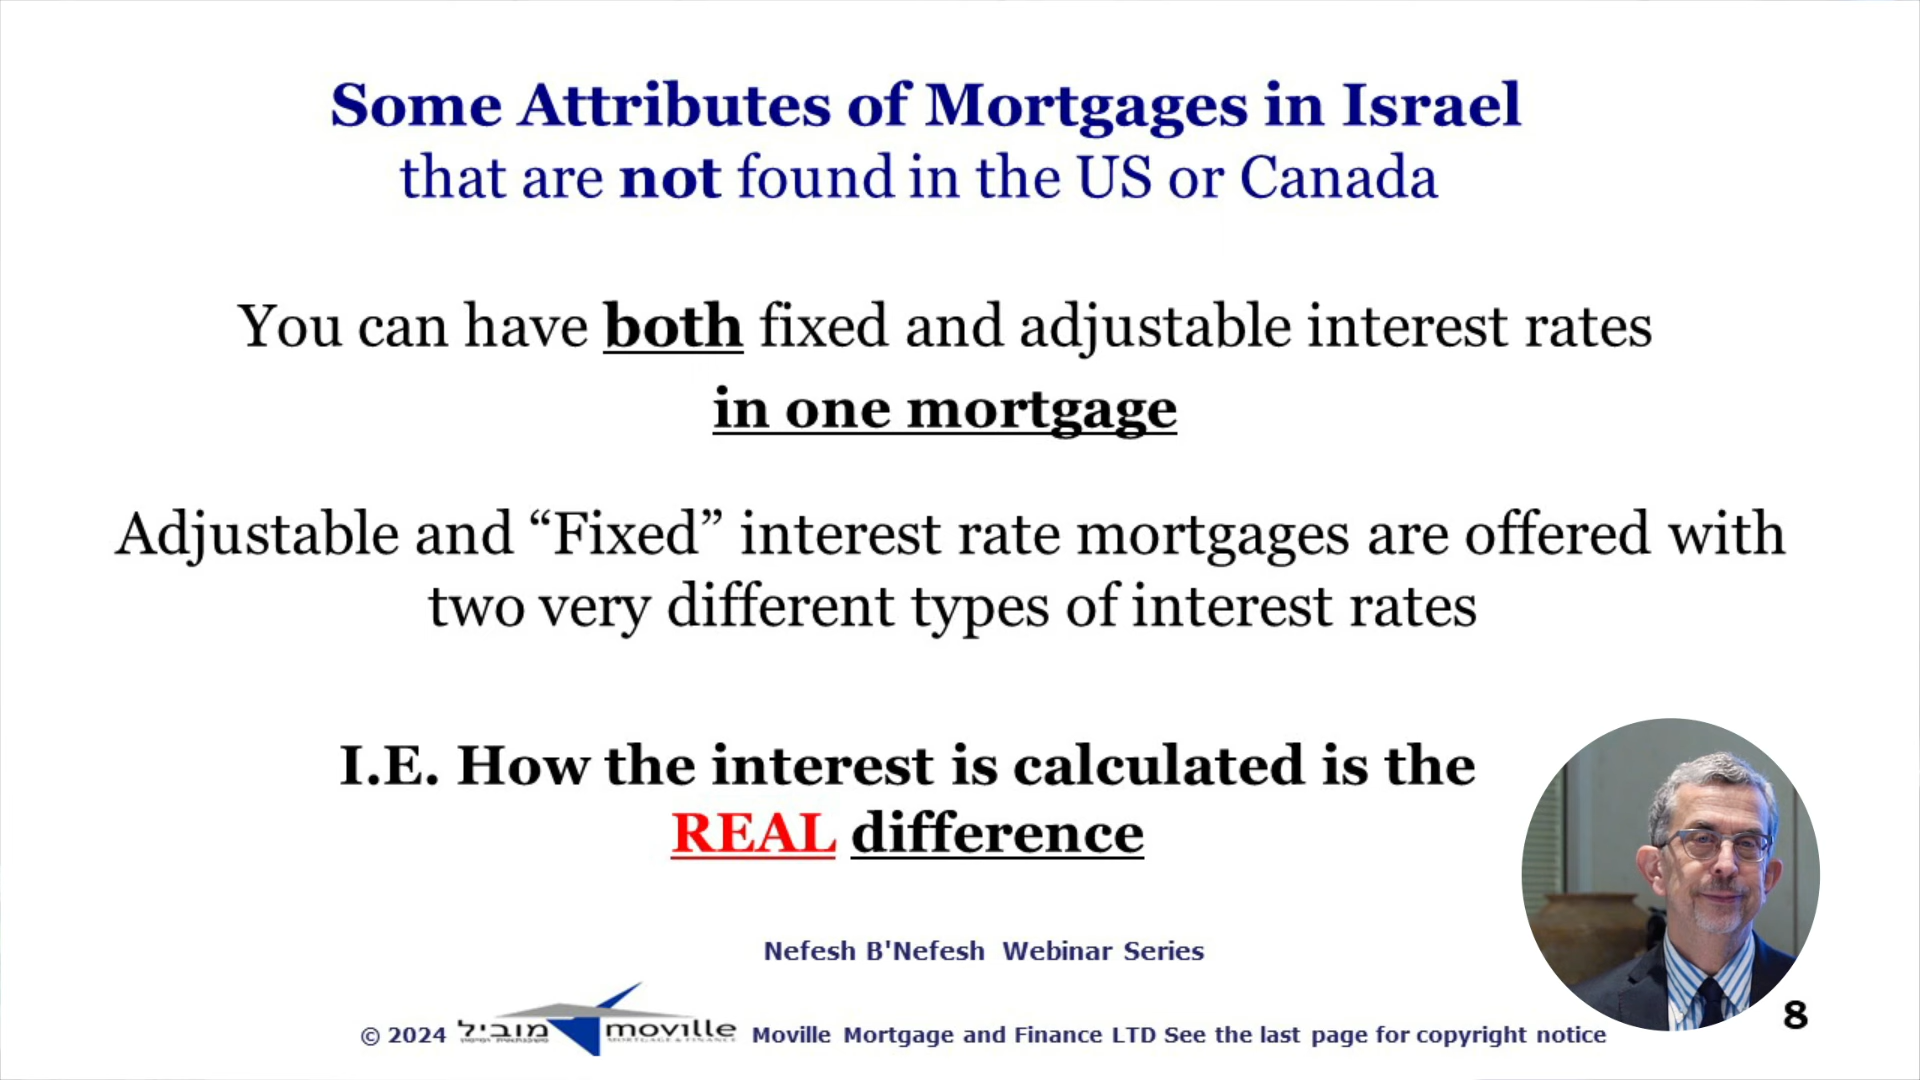 Some Attributes of Mortgages in Israel
that are not found in the US or Canada
You can have both fixed and adjustable interest rates
in one mortgage
Adjustable and “Fixed” interest rate mortgages are offered with
two very different types of interest rates
I.E. How the interest is calculated is the
REAL difference
Nefesh B'Nefesh Webinar Series
© 2024 מוביל moville Moville Mortgage and Finance LTD See the last page for copyright notice
MORTGAGE & FINANCE
8